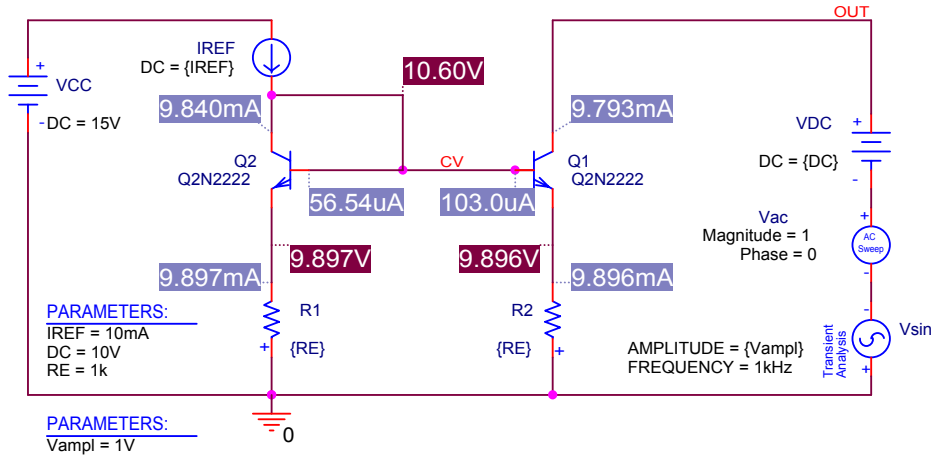 OUT
IREF
DC = {IREF}
10.60V
+
VCC
-
DC = 15V
9.840mA
9.793mA
+
VDC
DC = {DC}
-
Q2
Q2N2222
CV
Q1
Q2N2222
56.54uA
103.0uA
Vac
Magnitude = 1
Phase = 0
+
AC
Sweep
-
9.897V
9.896V
9.897mA
9.896mA
PARAMETERS:
IREF = 10mA
DC = 10V
RE = 1k
R1
{RE}
+
R2
{RE}
+
AMPLITUDE = {Vampl}
FREQUENCY = 1kHz
Transient
Analysis
-
Vsin
+
0
PARAMETERS:
Vampl = 1V